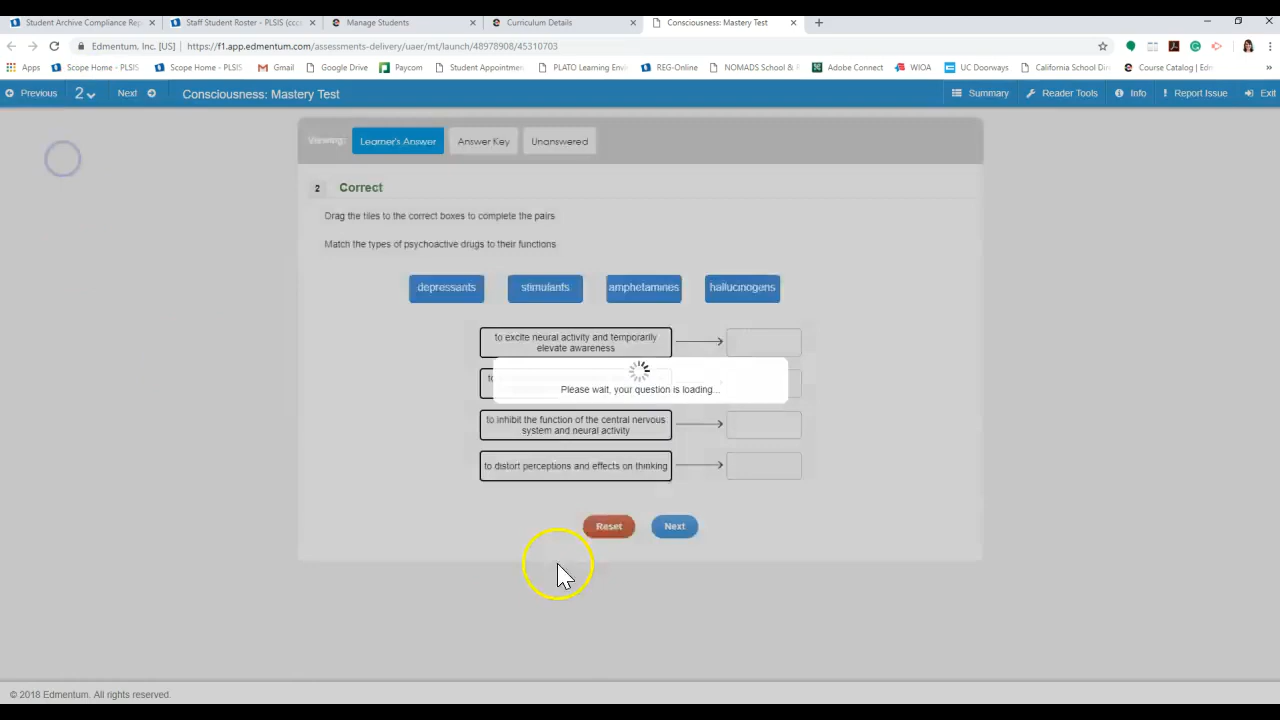 Student Archive Compliance Rep
Staff Student Roster - PLSIS (ccc
Manage Students
Curriculum Details
Consciousness: Mastery Test
Edmentum. Inc. [US]
https://f1.app.edmentum.com/assessments-delivery/uaer/mt/launch/48978908/45310703
Apps
Scope Home - PLSIS
Scope Home - PLSIS
Gmail
Google Drive
Paycom
Student Appointme
PLATO Learning Envi
REG-Online
NOMADS School & A
Adobe Connect
WIOA
UC Doorways
California School Dir
Course Catalog | Edm
»
Previous
2
Next
Consciousness: Mastery Test
Summary
Reader Tools
Info
Report Issue
Exit
Viewing:
Learner's Answer
Answer Key
Unanswered
2
Correct
Drag the tiles to the correct boxes to complete the pairs
Match the types of psychoactive drugs to their functions
depressants
stimulants
amphetamines
hallucinogens
to excite neural activity and temporarily
elevate awareness
Please wait, your question is loading...
to inhibit the function of the central nervous
system and neural activity
to distort perceptions and effects on thinking
Reset
Next
© 2018 Edmentum. All rights reserved.